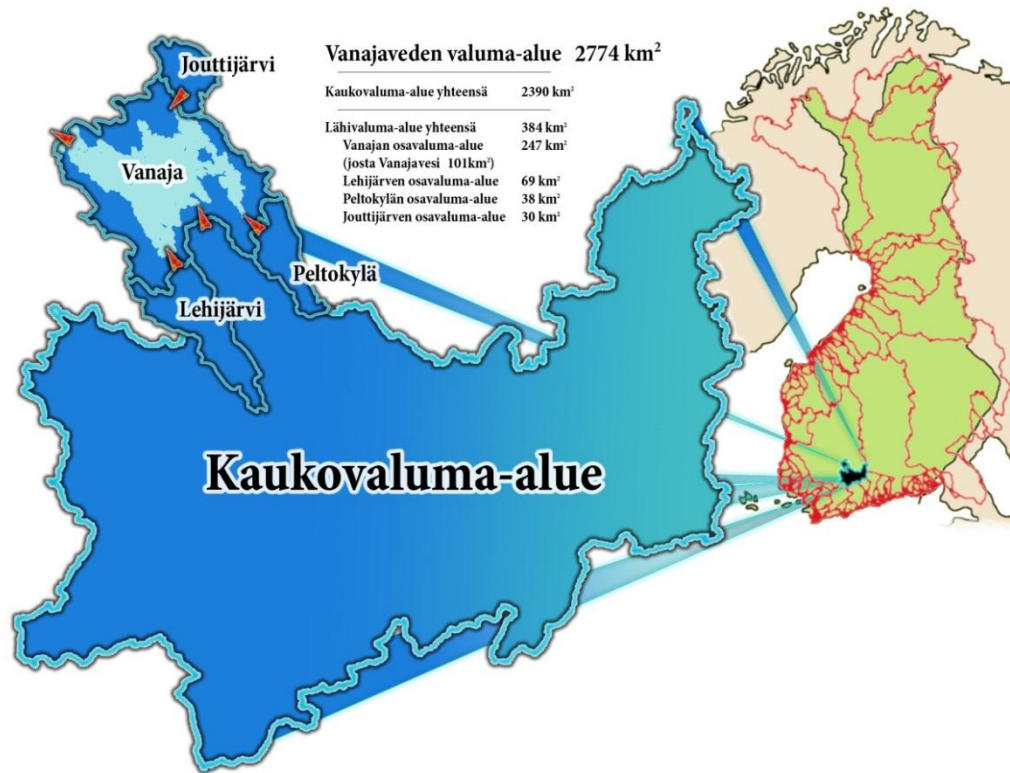 Vanajaveden valuma-alue 2774 km²
Kaukovaluma-alue yhteensä 2390 km²
Lähivaluma-alue yhteensä 384 km²
Vanajan osavaluma-alue 247 km²
(josta Vanajavesi 101km²)
Lehijärven osavaluma-alue 69 km²
Peltokylän osavaluma-alue 38 km²
Jouttijärven osavaluma-alue 30 km²
Jouttijärvi
Vanaja
Peltokylä
Lehijärvi
Kaukovaluma-alue